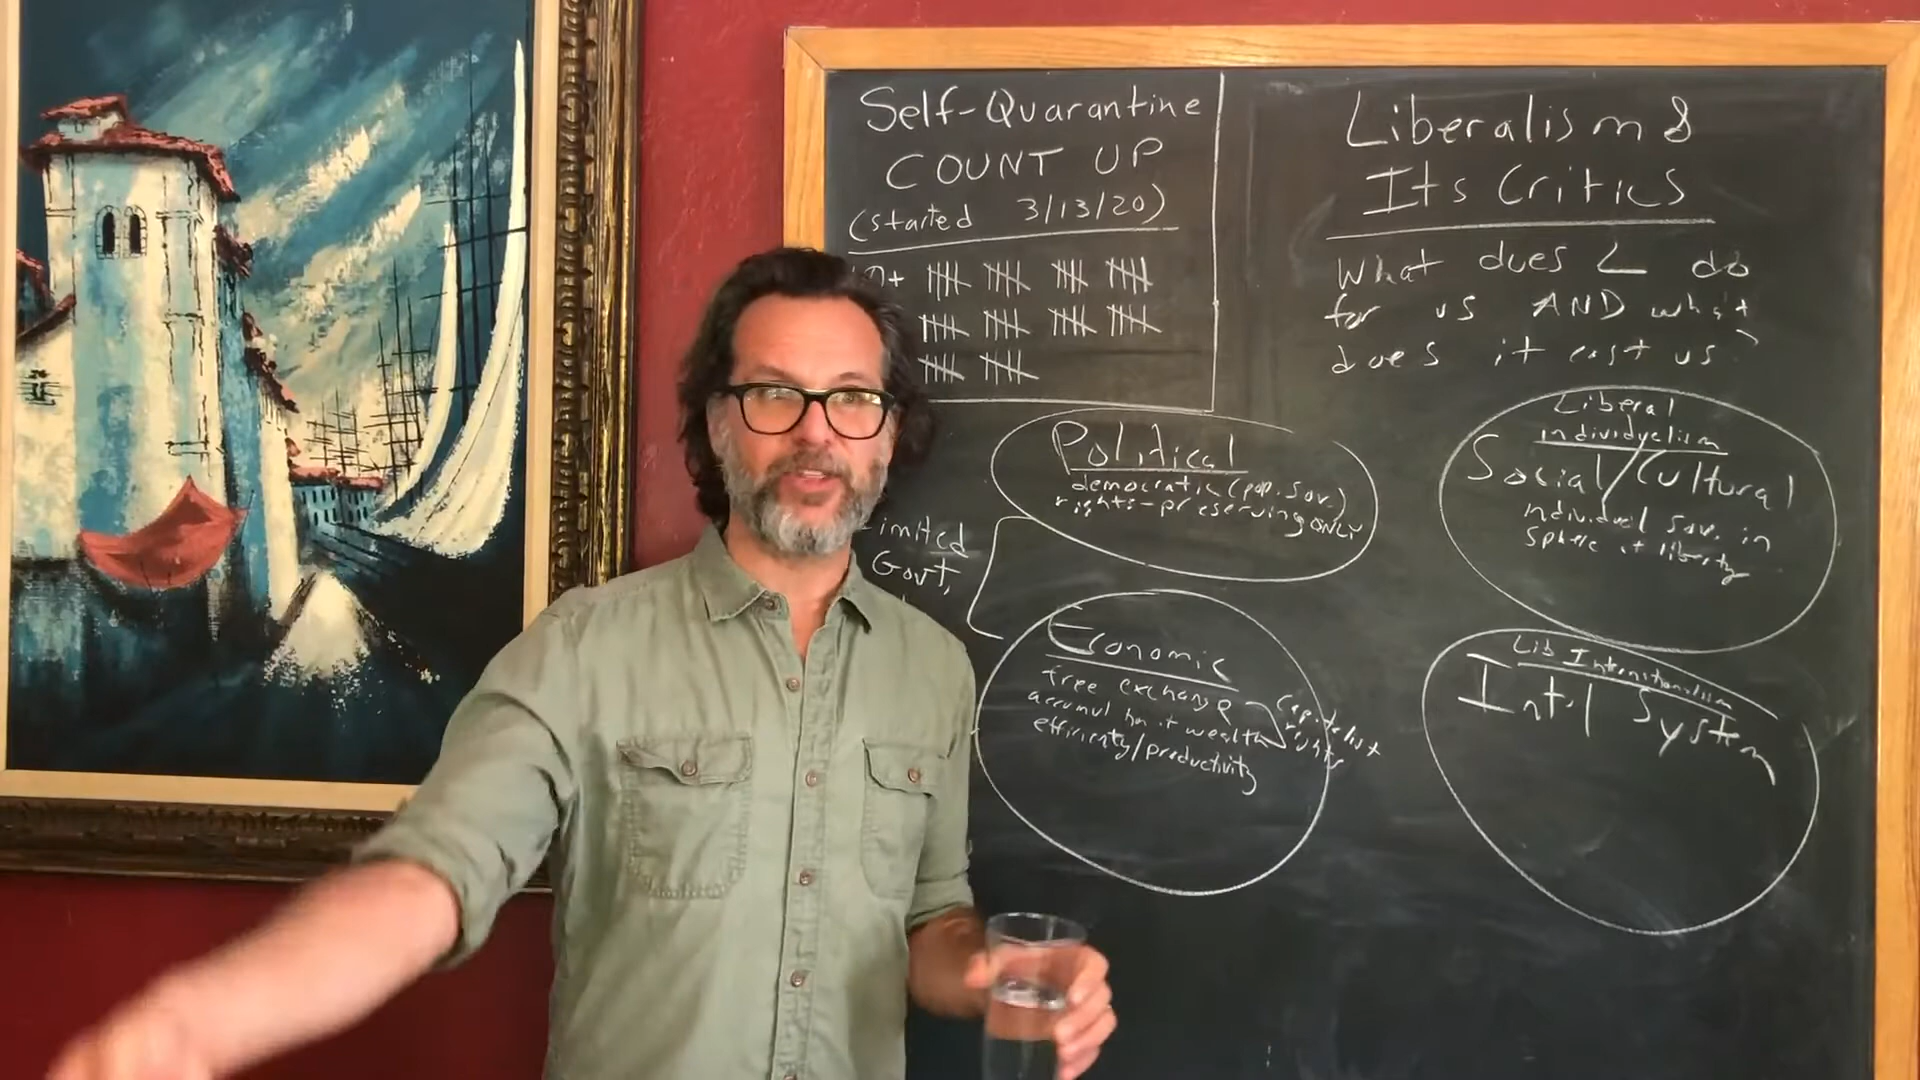 Self-Quarantine
COUNT UP
(started 3/13/20)
Liberalism &
Its Critics
What does L do
for us AND what
does it cost us?
Political
democratic (pop. sov.)
rights-preserving ONLY
Limited
Govt,
Economic
free exchange
accumul of wealth
efficiency/productivity
Capitalist
Liberal
individualism
Social/Cultural
individual sov. in
sphere of liberty
Lib Internationalism
Int'l System